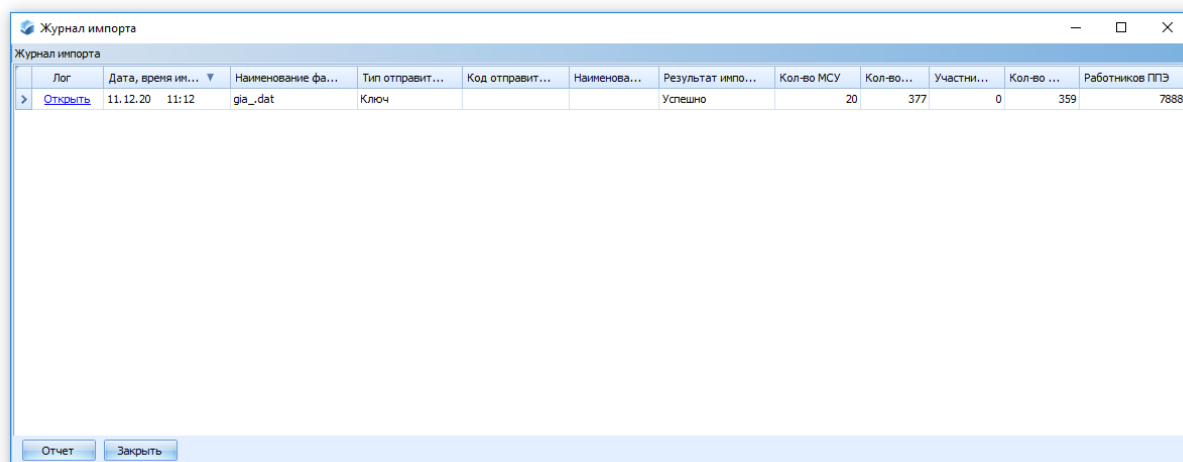 Журнал импорта
Журнал импорта
Лог Дата, время им... Наименование фа... Тип отправит... Код отправит... Наименова... Результат импо... Кол-во МСУ Кол-во... Участни... Кол-во ... Работников ППЭ
Открыть 11.12.20 11:12 gia_.dat Ключ Успешно 20 377 0 359 7888
Отчет Закрыть